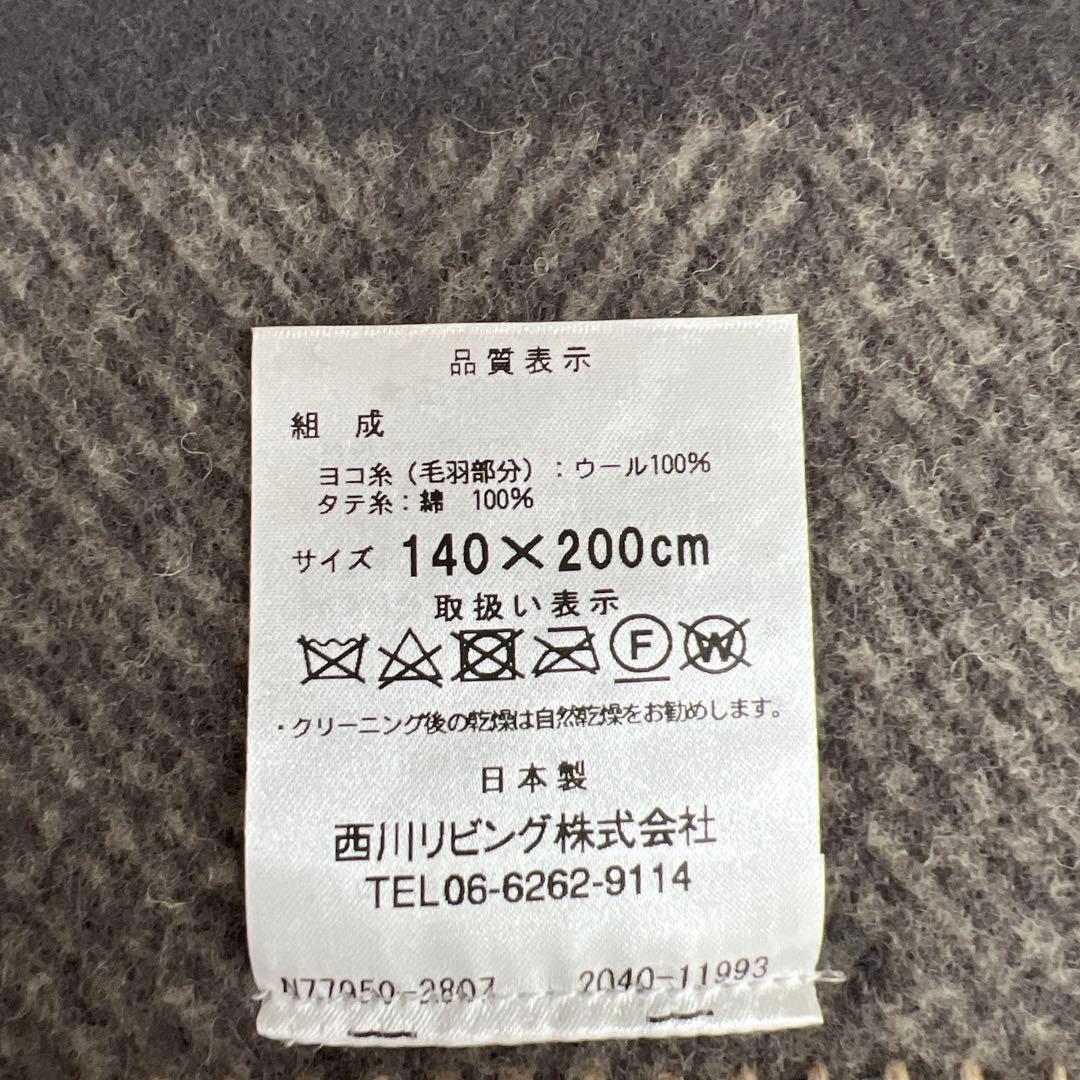 品質表示
組 成
ヨコ糸（毛羽部分）：ウール100%
タテ糸：綿 100%
サイズ 140×200cm
取扱い表示
F W
・クリーニング後の乾燥は自然乾燥をお勧めします。
日本製
西川リビング株式会社
TEL06-6262-9114
N77050-2807 2040-11993